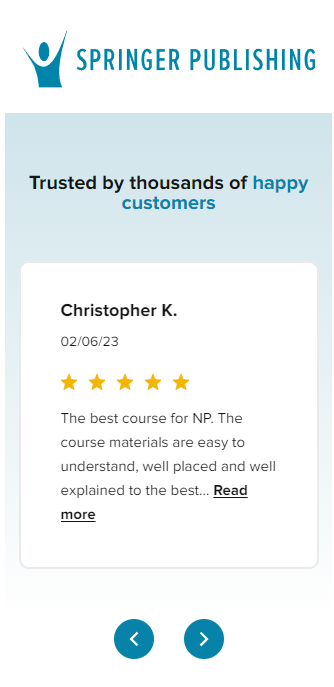 SPRINGER PUBLISHING
Trusted by thousands of happy
customers
Christopher K.
02/06/23
The best course for NP. The
course materials are easy to
understand, well placed and well
explained to the best... Read
more